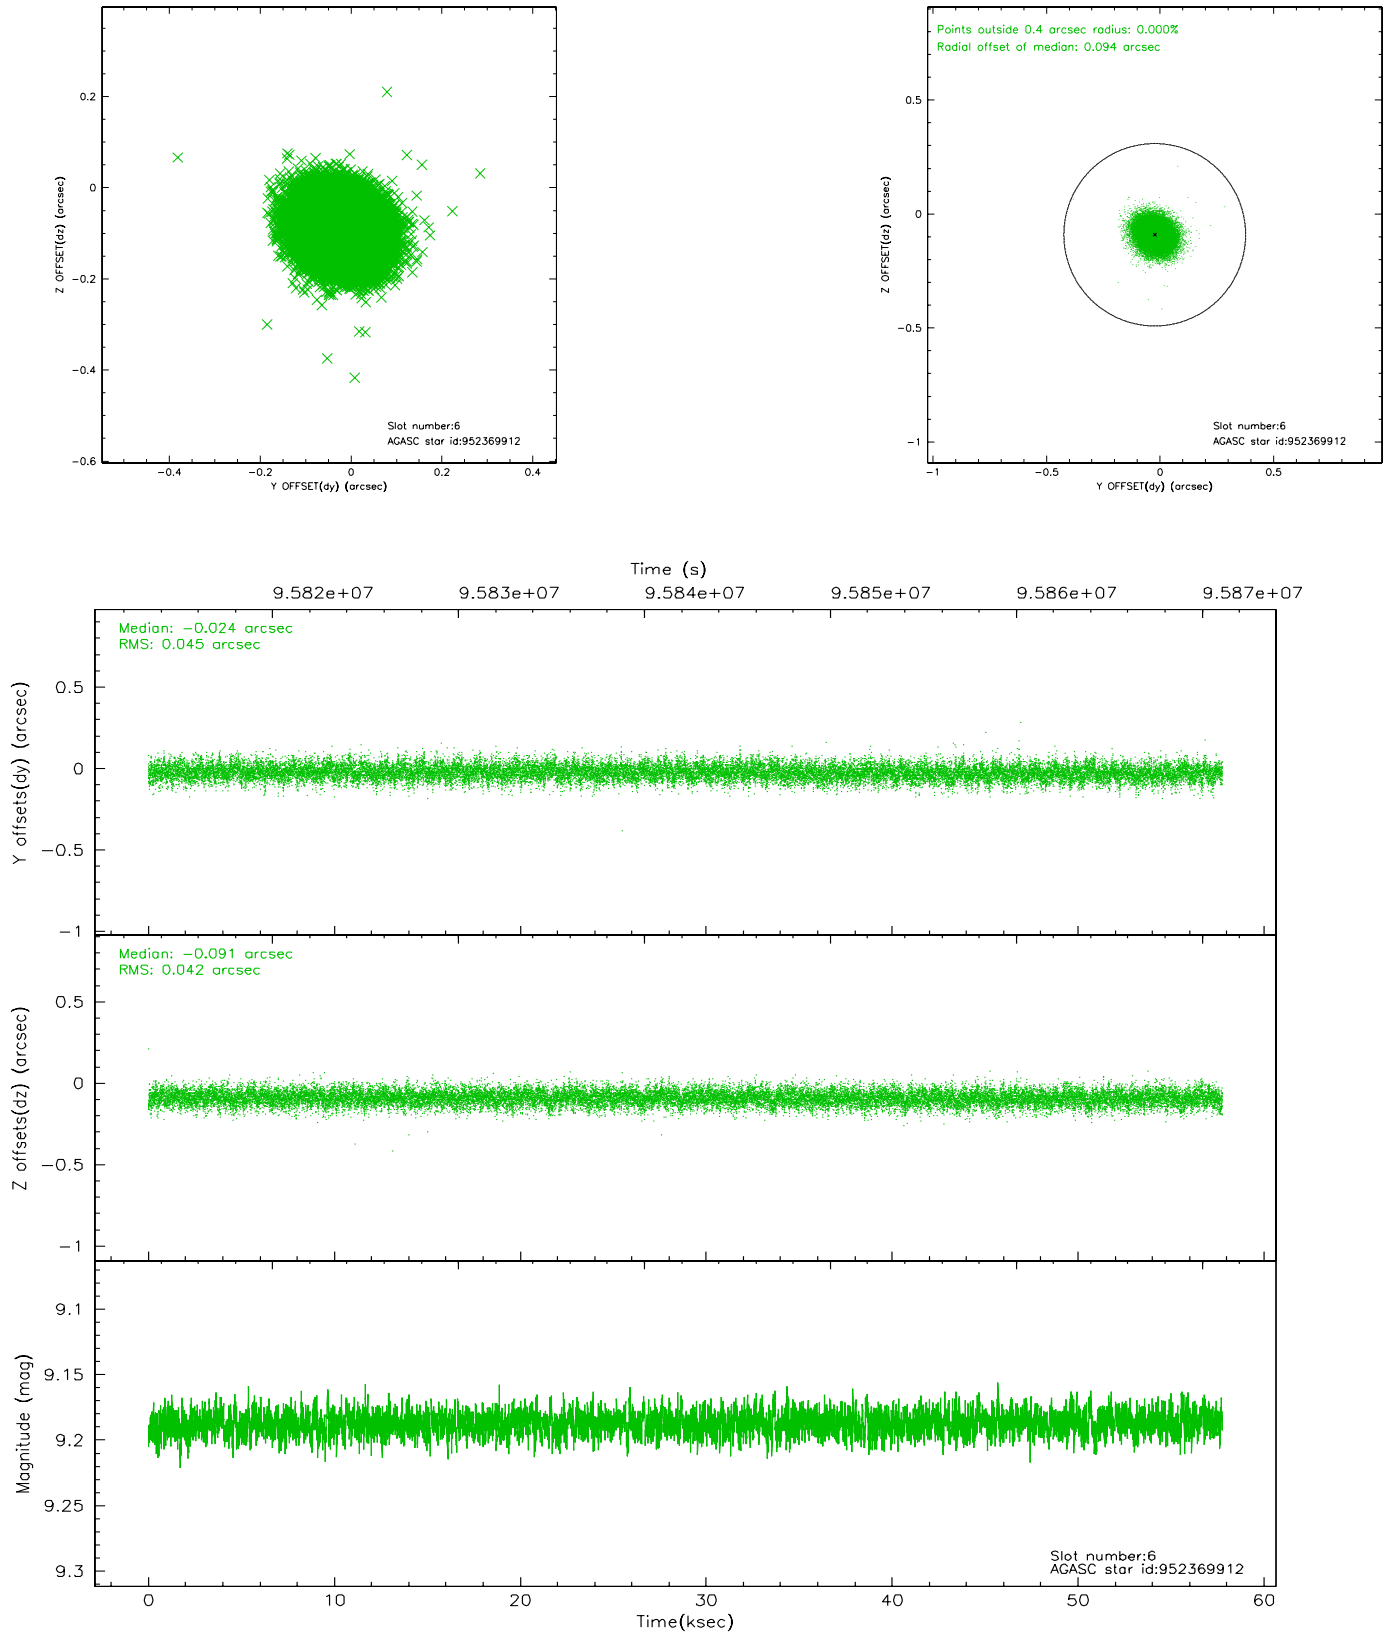 0.2
0
-0.2
-0.4
-0.6
Z OFFSET(dz) (arcsec)
-0.4 -0.2 0 0.2 0.4
Y OFFSET(dy) (arcsec)
Slot number:6
AGASC star id:952369912
Points outside 0.4 arcsec radius: 0.000%
Radial offset of median: 0.094 arcsec
0.5
0
-0.5
-1
Z OFFSET(dz) (arcsec)
-1 -0.5 0 0.5
Y OFFSET(dy) (arcsec)
Slot number:6
AGASC star id:952369912
Time (s)
9.582e+07 9.583e+07 9.584e+07 9.585e+07 9.586e+07 9.587e+07
Median: -0.024 arcsec
RMS: 0.045 arcsec
0.5
0
-0.5
-1
Y offsets(dy) (arcsec)
Median: -0.091 arcsec
RMS: 0.042 arcsec
0.5
0
-0.5
-1
Z offsets(dz) (arcsec)
9.1
9.15
9.2
9.25
9.3
Magnitude (mag)
Slot number:6
AGASC star id:952369912
0 10 20 30 40 50 60
Time(ksec)